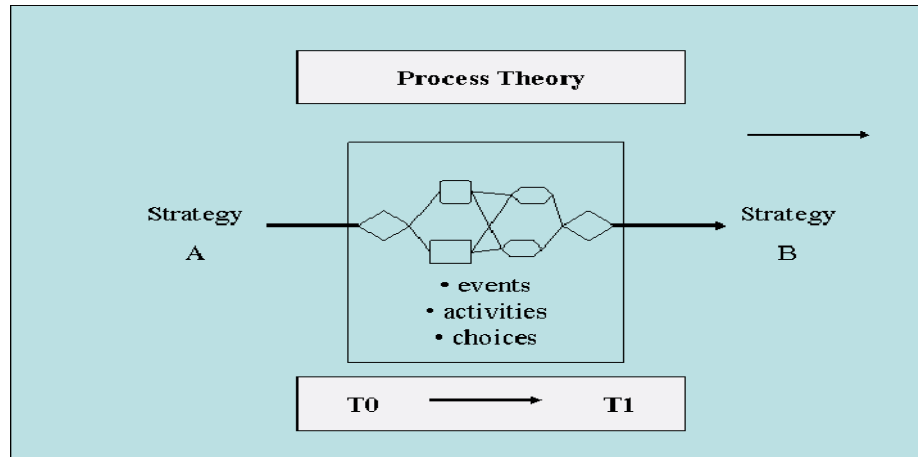 Process Theory
Strategy
A
Strategy
B
• events
• activities
• choices
T0 T1